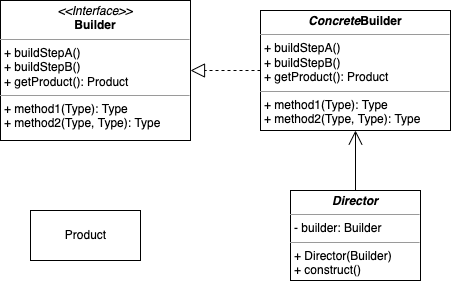 <<Interface>>
Builder
+ buildStepA()
+ buildStepB()
+ getProduct(): Product
+ method1(Type): Type
+ method2(Type, Type): Type
ConcreteBuilder
+ buildStepA()
+ buildStepB()
+ getProduct(): Product
+ method1(Type): Type
+ method2(Type, Type): Type
Product
Director
- builder: Builder
+ Director(Builder)
+ construct()